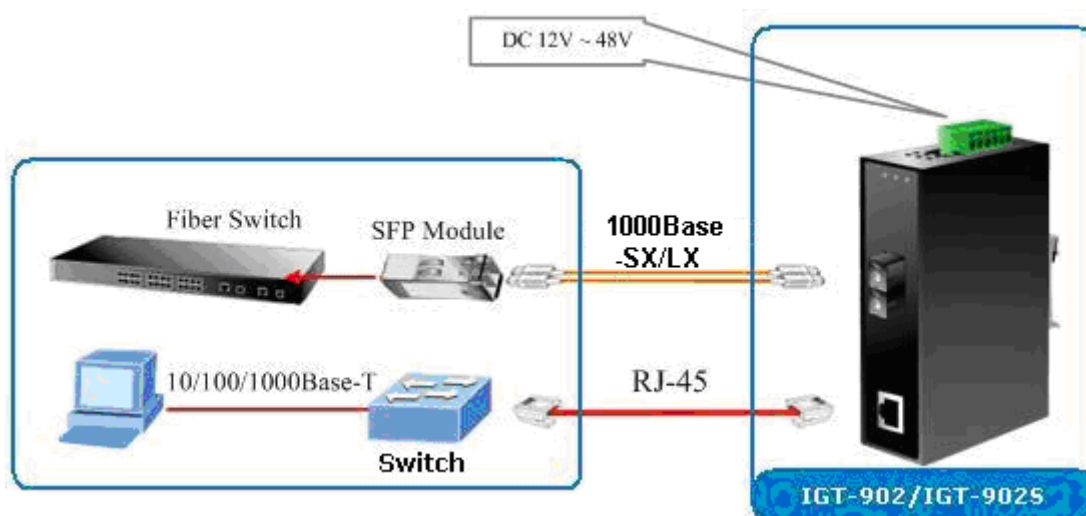 DC 12V ~ 48V
Fiber Switch
SFP Module
1000Base
-SX/LX
10/100/1000Base-T
RJ-45
Switch
IGT-902/IGT-902S